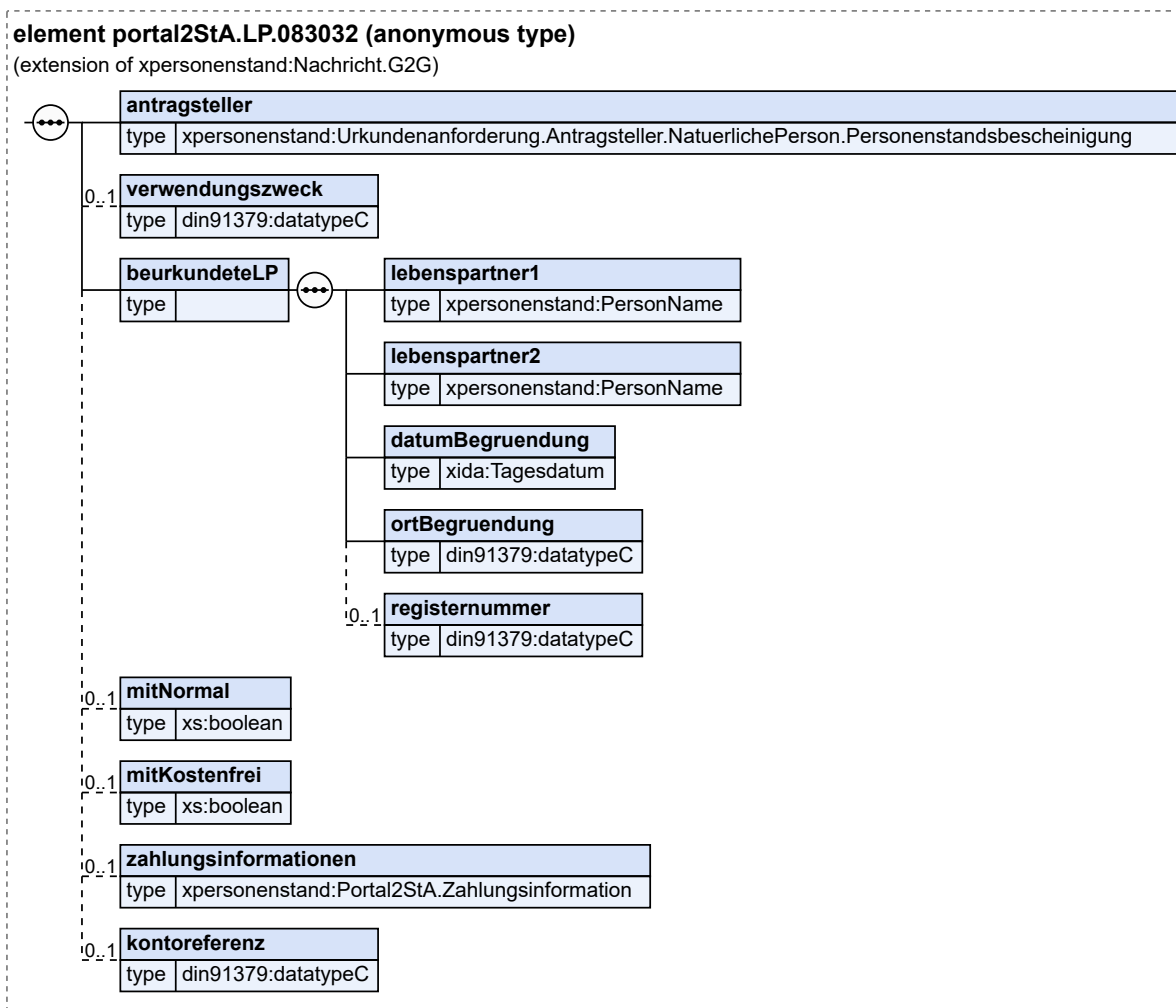 element portal2StA.LP.083032 (anonymous type)
(extension of xpersonenstand:Nachricht.G2G)
antragsteller
type xpersonenstand:Urkundenanforderung.Antragsteller.NatuerlichePerson.Personenstandsbescheinigung
0..1 verwendungszweck
type din91379:datatypeC
beurkundeteLP
type
lebenspartner1
type xpersonenstand:PersonName
lebenspartner2
type xpersonenstand:PersonName
datumBegruendung
type xida:Tagesdatum
ortBegruendung
type din91379:datatypeC
0..1 registernummer
type din91379:datatypeC
0..1 mitNormal
type xs:boolean
0..1 mitKostenfrei
type xs:boolean
0..1 zahlungsinformationen
type xpersonenstand:Portal2StA.Zahlungsinformation
0..1 kontoreferenz
type din91379:datatypeC